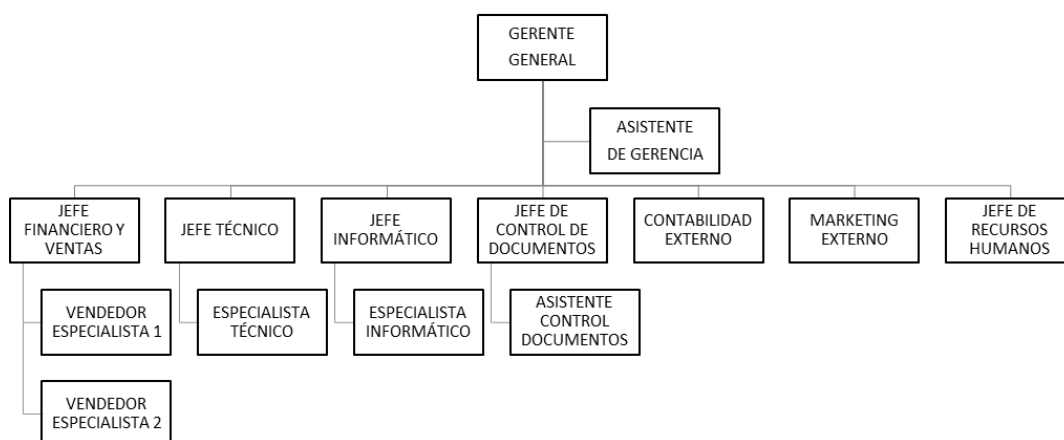 GERENTE
GENERAL
ASISTENTE
DE GERENCIA
JEFE
FINANCIERO Y
VENTAS
JEFE TÉCNICO
JEFE
INFORMÁTICO
JEFE DE
CONTROL DE
DOCUMENTOS
CONTABILIDAD
EXTERNO
MARKETING
EXTERNO
JEFE DE
RECURSOS
HUMANOS
VENDEDOR
ESPECIALISTA 1
ESPECIALISTA
TÉCNICO
ESPECIALISTA
INFORMÁTICO
ASISTENTE
CONTROL
DOCUMENTOS
VENDEDOR
ESPECIALISTA 2